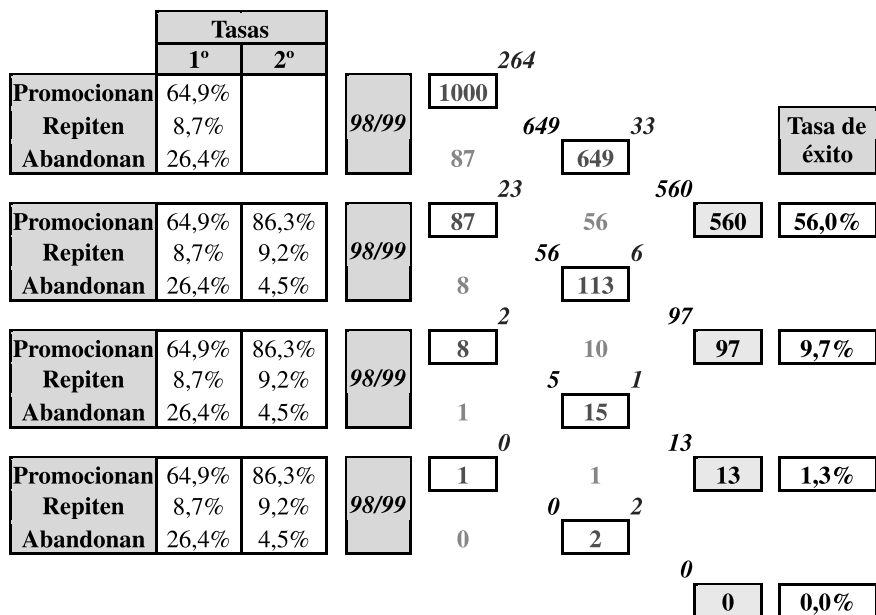 Tasas
1º 2º
264
Promocionan 64,9% 1000
Repiten 8,7% 98/99 649 33 Tasa de
Abandonan 26,4% 87 649 éxito
23 560
Promocionan 64,9% 86,3% 87 56 560 56,0%
Repiten 8,7% 9,2% 98/99 56 6
Abandonan 26,4% 4,5% 8 113
2 97
Promocionan 64,9% 86,3% 8 10 97 9,7%
Repiten 8,7% 9,2% 98/99 5 1
Abandonan 26,4% 4,5% 1 15
0 13
Promocionan 64,9% 86,3% 1 1 13 1,3%
Repiten 8,7% 9,2% 98/99 0 2
Abandonan 26,4% 4,5% 0 2
0
0 0,0%